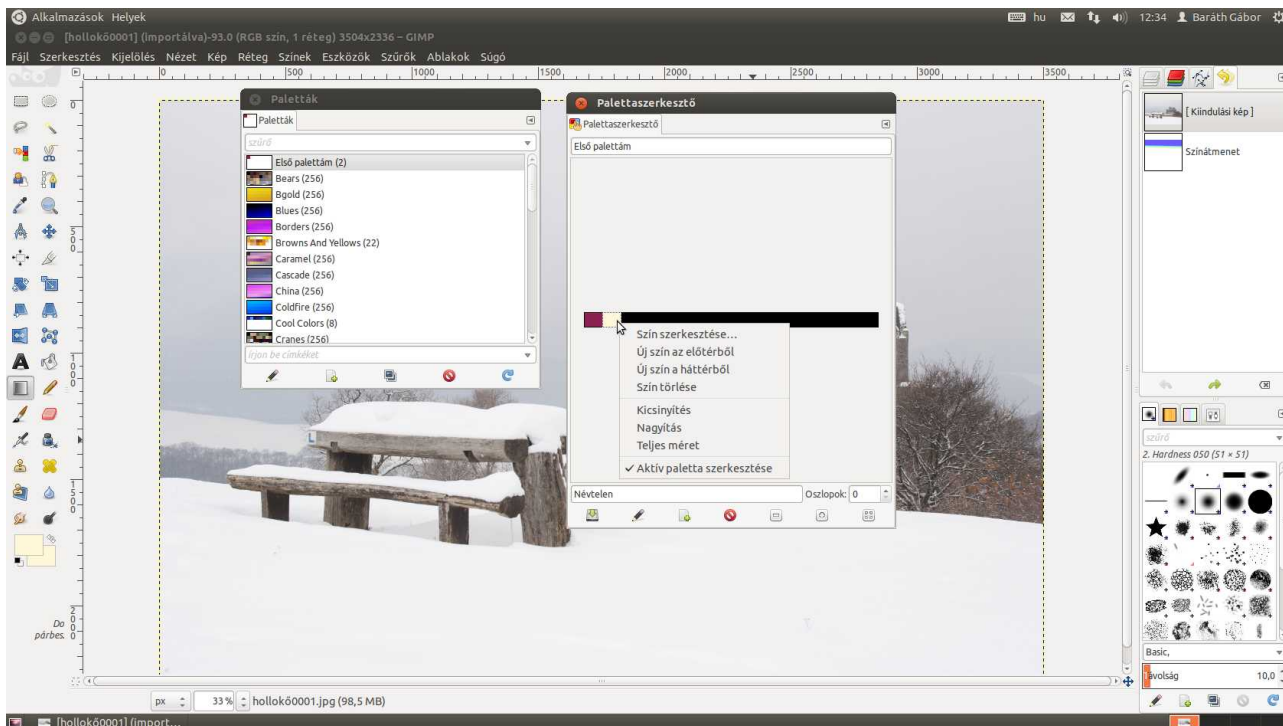 Alkalmazások Helyek
hu
12:34
Baráth Gábor
[hollokő0001] (importálva)-93.0 (RGB szín, 1 réteg) 3504x2336 – GIMP
Fájl Szerkesztés Kijelölés Nézet Kép Réteg Színek Eszközök Szűrők Ablakok Súgó
0 500 1000 1500 2000 2500 3000 3500
0
500
1000
1500
2000
Paletták
Paletták
szűrő
Első palettám (2)
Bears (256)
Bgold (256)
Blues (256)
Borders (256)
Browns And Yellows (22)
Caramel (256)
Cascade (256)
China (256)
Coldfire (256)
Cool Colors (8)
Cranes (256)
írjon be címkéket
Palettaszerkesztő
Palettaszerkesztő
Első palettám
Szín szerkesztése...
Új szín az előtérből
Új szín a háttérből
Szín törlése
Kicsinyítés
Nagyítás
Teljes méret
✓ Aktív paletta szerkesztése
Névtelen
Oszlopok: 0
L
[ Kiindulási kép ]
Színátmenet
szűrő
2. Hardness 050 (51 × 51)
Basic,
Távolság 10,0
Do
párbes.
px 33 % hollokő0001.jpg (98,5 MB)
[hollokő0001] (import...